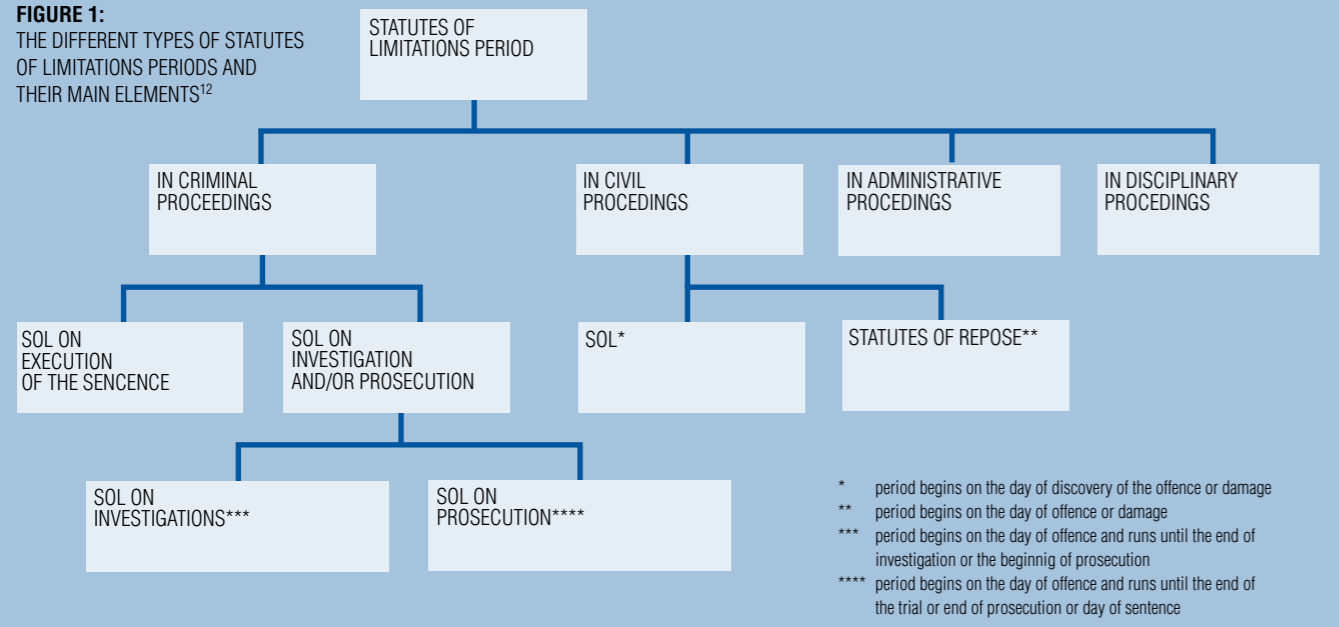 FIGURE 1:
THE DIFFERENT TYPES OF STATUTES
OF LIMITATIONS PERIODS AND
THEIR MAIN ELEMENTS12
STATUTES OF
LIMITATIONS PERIOD
IN CRIMINAL
PROCEEDINGS
IN CIVIL
PROCEDINGS
IN ADMINISTRATIVE
PROCEDINGS
IN DISCIPLINARY
PROCEDINGS
SOL ON
EXECUTION
OF THE SENCENCE
SOL ON
INVESTIGATION
AND/OR PROSECUTION
SOL*
STATUTES OF REPOSE**
SOL ON
INVESTIGATIONS***
SOL ON
PROSECUTION****
* period begins on the day of discovery of the offence or damage
** period begins on the day of offence or damage
*** period begins on the day of offence and runs until the end of
investigation or the beginnig of prosecution
**** period begins on the day of offence and runs until the end of
the trial or end of prosecution or day of sentence